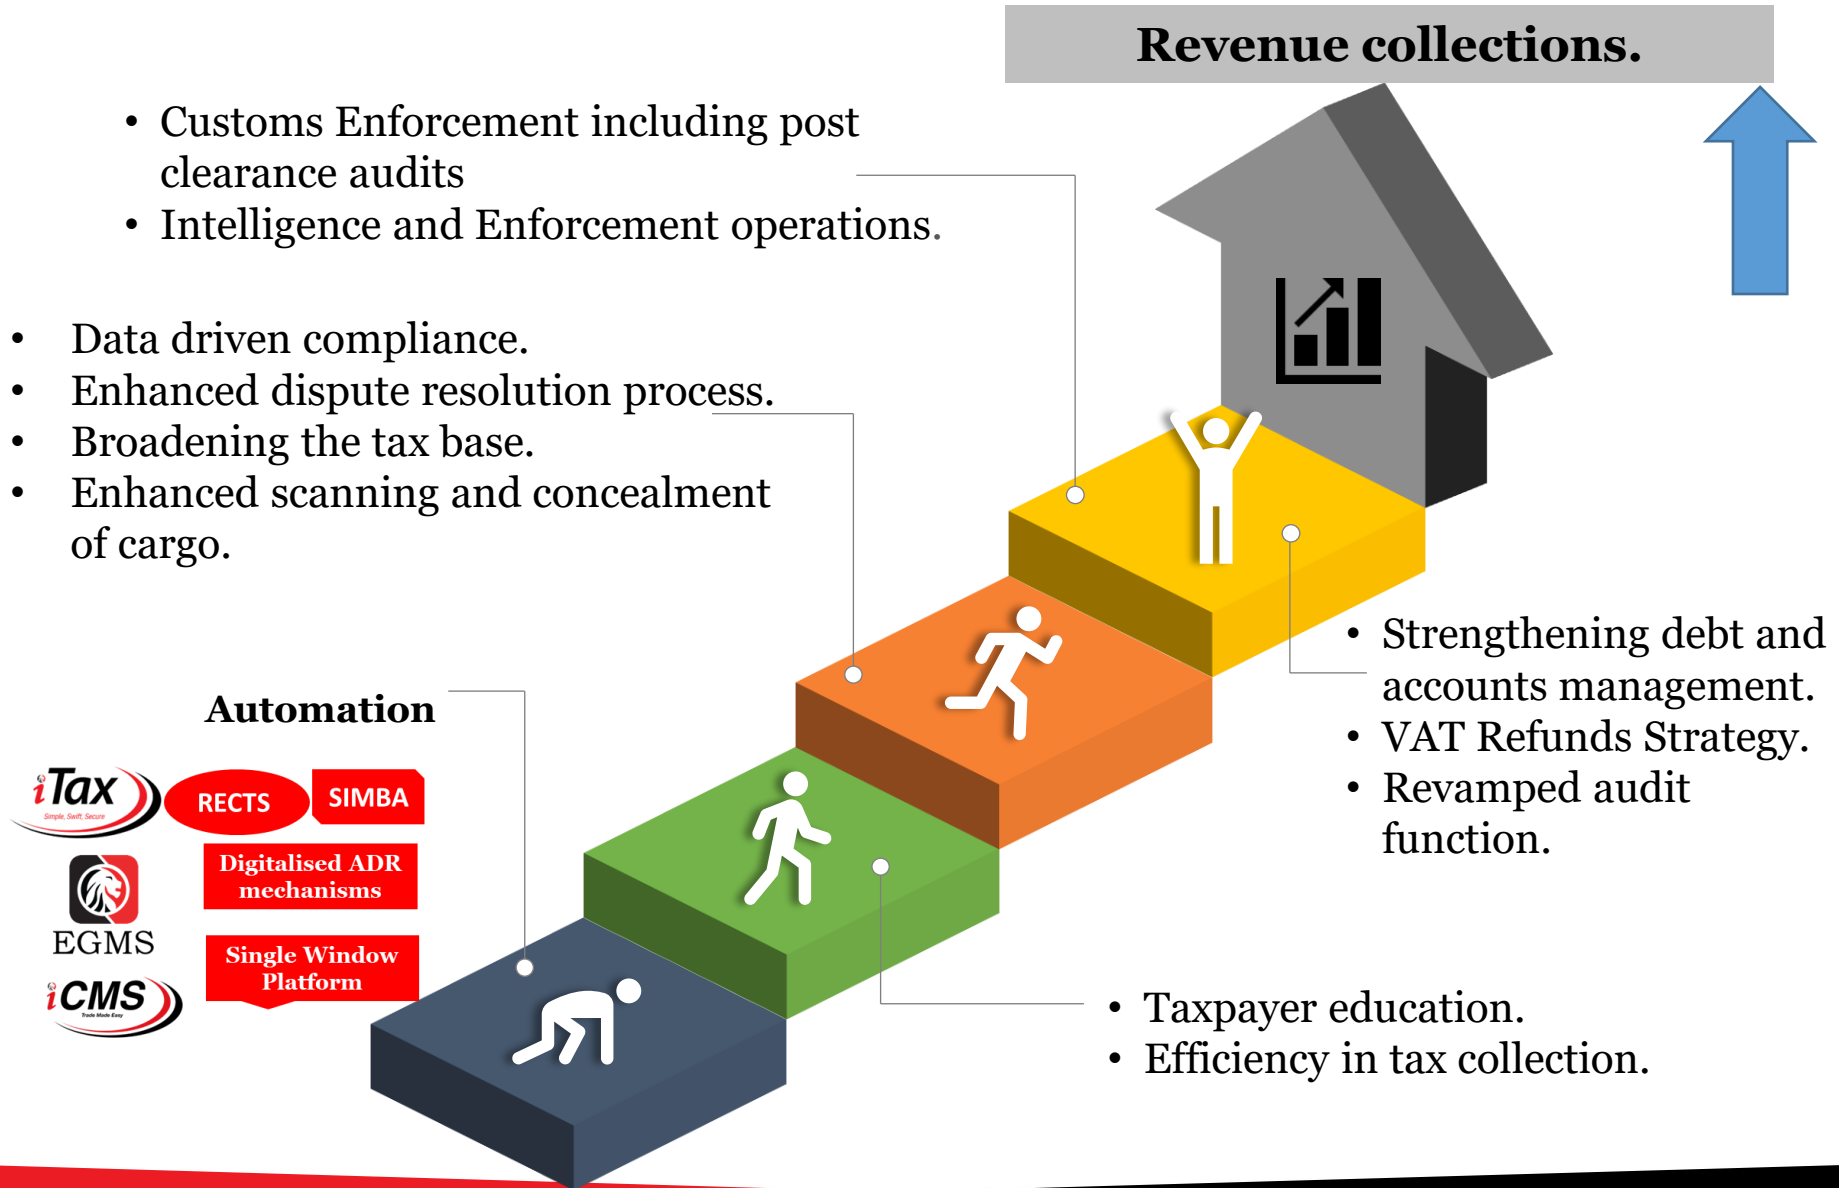 Revenue collections.
• Customs Enforcement including post
clearance audits
• Intelligence and Enforcement operations.
• Data driven compliance.
• Enhanced dispute resolution process.
• Broadening the tax base.
• Enhanced scanning and concealment
of cargo.
• Strengthening debt and
accounts management.
• VAT Refunds Strategy.
• Revamped audit
function.
Automation
iTax
Simple, Swift, Secure
RECTS
SIMBA
Digitalised ADR
mechanisms
EGMS
Single Window
Platform
iCMS
Trade Made Easy
• Taxpayer education.
• Efficiency in tax collection.